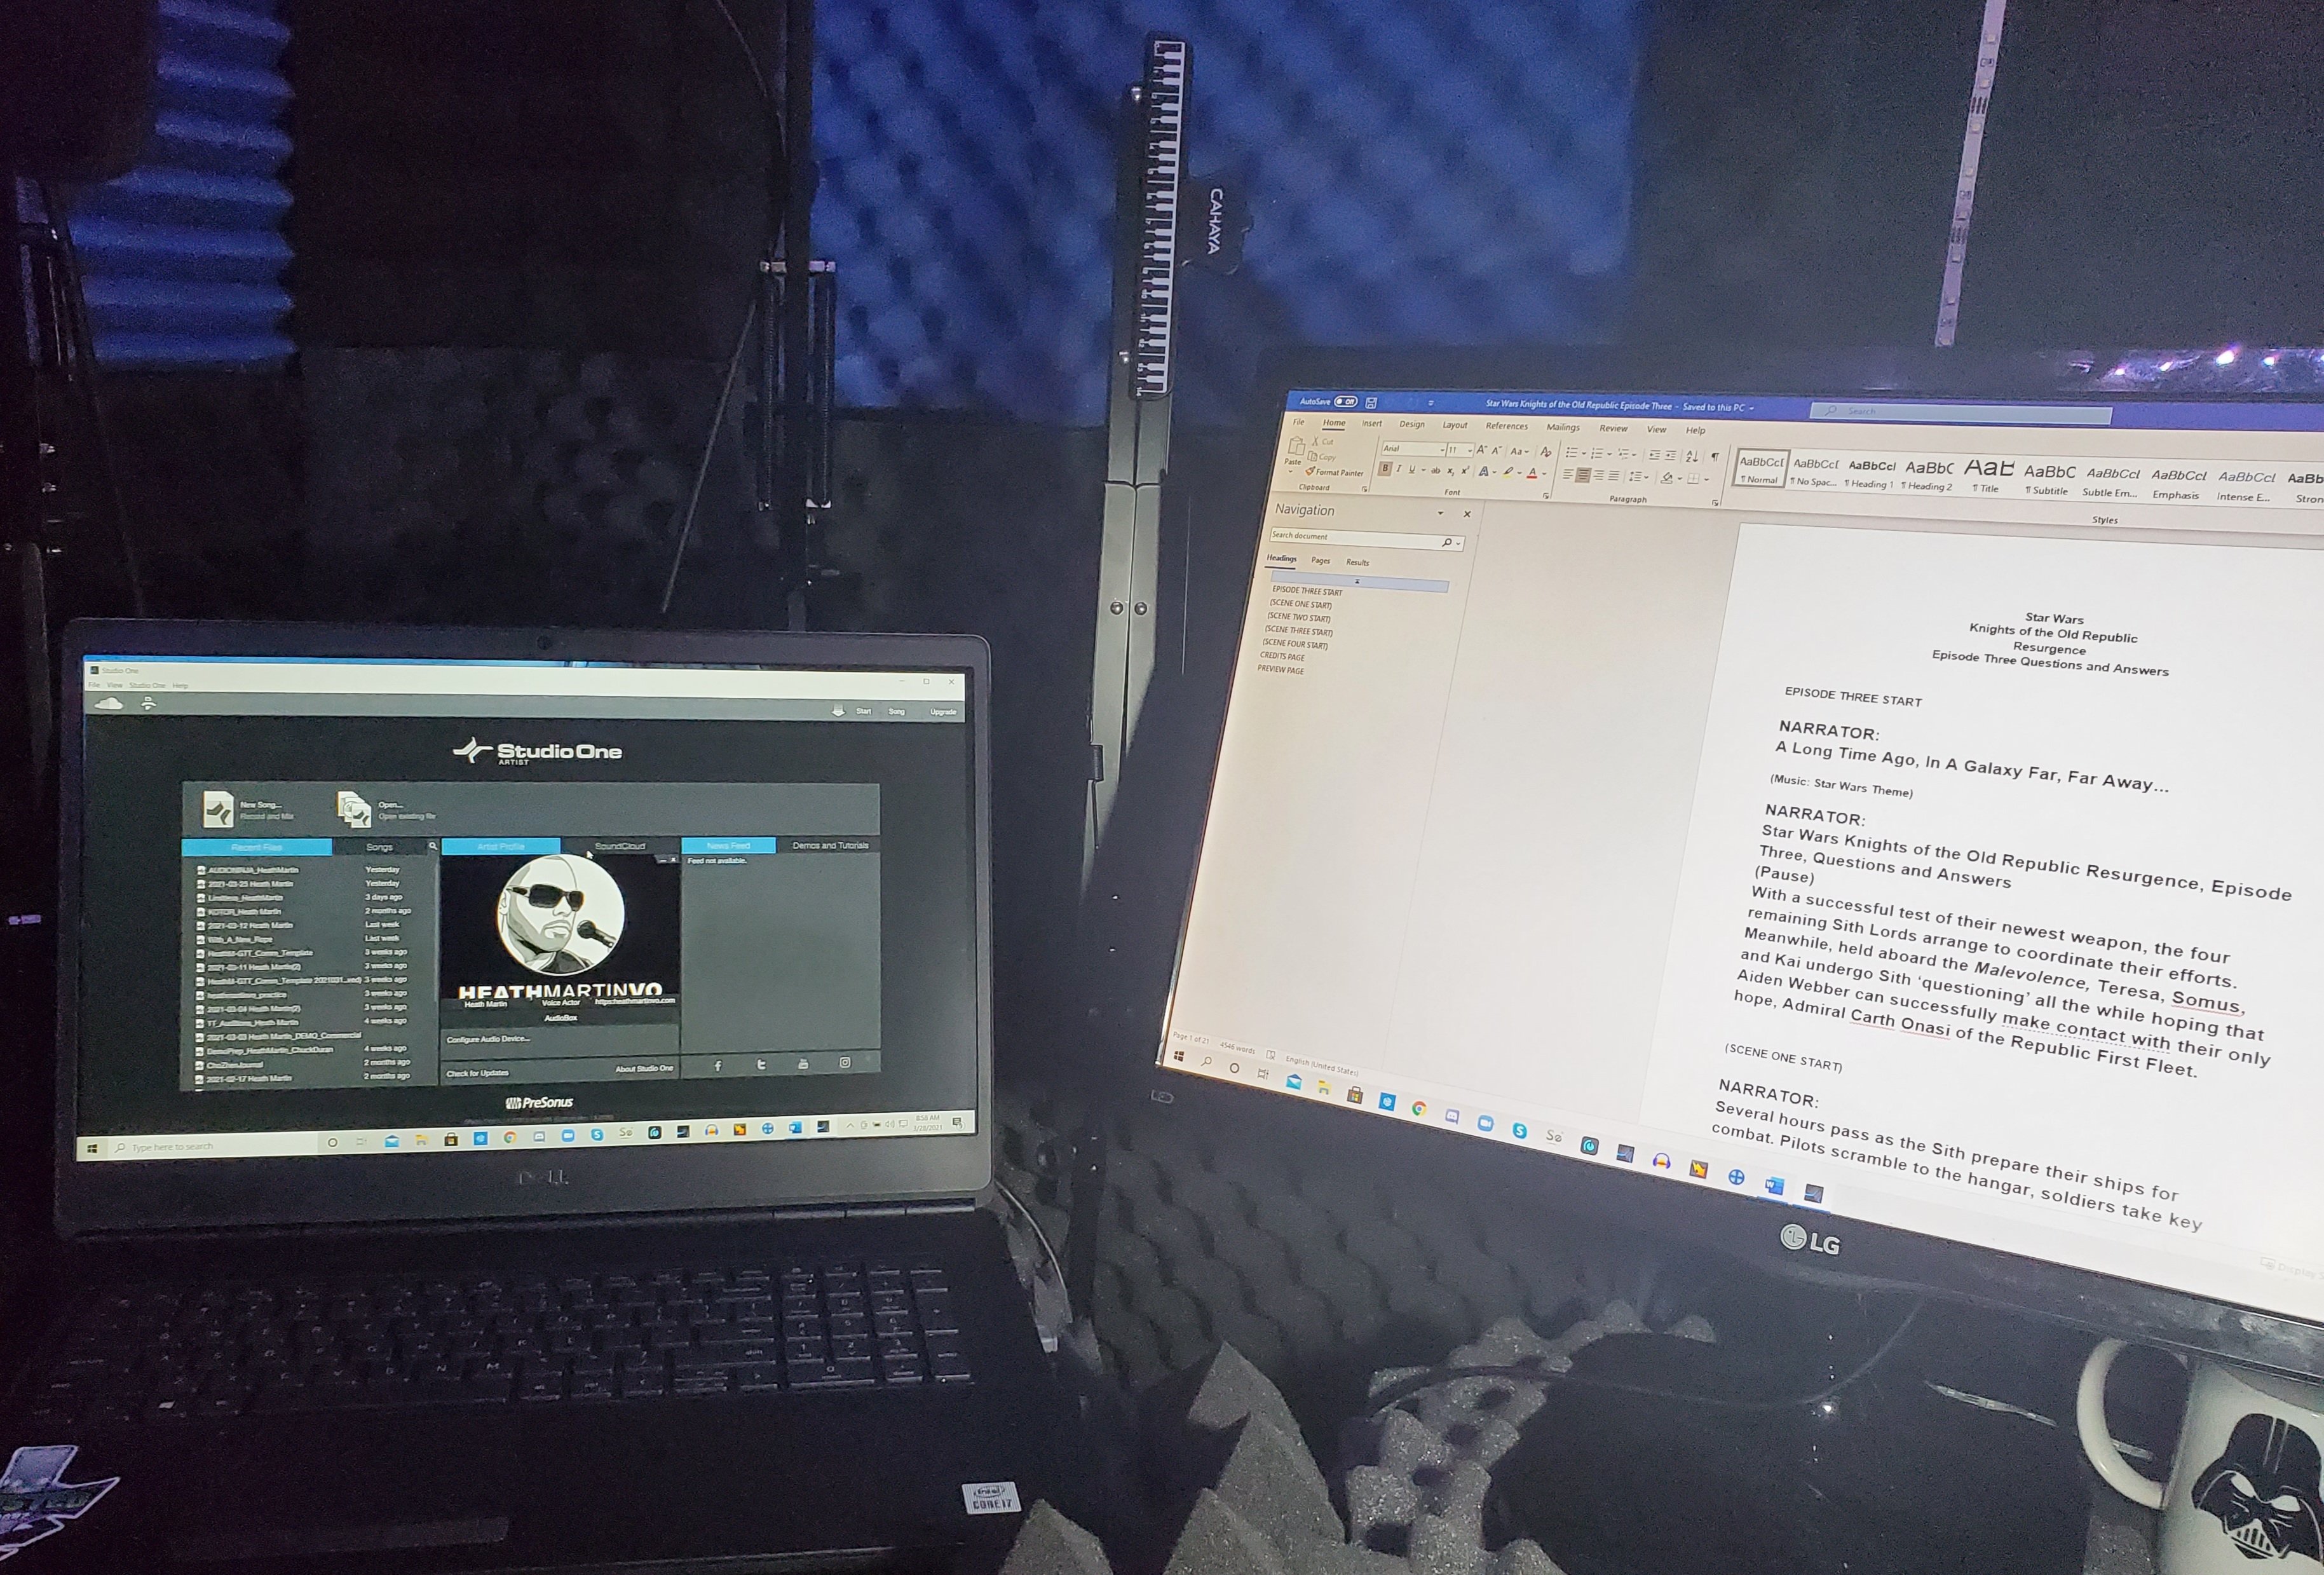 CAHAYA
Studio One
File View Studio One Help
Start Song Upgrade
Studio One
ARTIST
New Song...
Record and Mix
Open...
Open existing file
Recent Files Songs
Artist Profile SoundCloud
News Feed Demos and Tutorials
Feed not available.
Yesterday
2021-03-23 Heath Martin Yesterday
3 days ago
KOTOR_Heath Martin 2 months ago
2021-03-12 Heath Martin Last week
Last week
HeathM-GTT_Comm_Template 3 weeks ago
2021-03-11 Heath Martin(2) 3 weeks ago
3 weeks ago
3 weeks ago
2021-03-04 Heath Martin(2) 3 weeks ago
TT_Auditions_Heath Martin 4 weeks ago
2021-03-03 Heath Martin_DEMO_Commercial
DemoPrep_HeathMartin_ChuckDuran 4 weeks ago
2 months ago
2021-02-17 Heath Martin 2 months ago
HEATHMARTINVO
Heath Martin Voice Actor
AudioBox
Configure Audio Device...
Check for Updates About Studio One
PreSonus
Type here to search
8:58 AM
3/28/2021
DELL
intel
CORE i7
AutoSave Off
Star Wars Knights of the Old Republic Episode Three - Saved to this PC
Search
File Home Insert Design Layout References Mailings Review View Help
Paste
Cut
Copy
Format Painter
Clipboard
Arial 11
Font
Paragraph
AaBbCcI AaBbCcI AaBbCcI AaBbC AaB AaBbC AaBbCcI AaBbCcI AaBbCcI AaBb
¶ Normal ¶ No Spac... ¶ Heading 1 ¶ Heading 2 ¶ Title ¶ Subtitle Subtle Em... Emphasis Intense E... Stron
Styles
Navigation
Search document
Headings Pages Results
EPISODE THREE START
(SCENE ONE START)
(SCENE TWO START)
(SCENE THREE START)
(SCENE FOUR START)
CREDITS PAGE
PREVIEW PAGE
Star Wars
Knights of the Old Republic
Resurgence
Episode Three Questions and Answers
EPISODE THREE START
NARRATOR:
A Long Time Ago, In A Galaxy Far, Far Away...
(Music: Star Wars Theme)
NARRATOR:
Star Wars Knights of the Old Republic Resurgence, Episode
Three, Questions and Answers
(Pause)
With a successful test of their newest weapon, the four
remaining Sith Lords arrange to coordinate their efforts.
Meanwhile, held aboard the Malevolence, Teresa, Somus,
and Kai undergo Sith ‘questioning’ all the while hoping that
Aiden Webber can successfully make contact with their only
hope, Admiral Carth Onasi of the Republic First Fleet.
(SCENE ONE START)
NARRATOR:
Several hours pass as the Sith prepare their ships for
combat. Pilots scramble to the hangar, soldiers take key
Page 1 of 21 4546 words English (United States)
LG